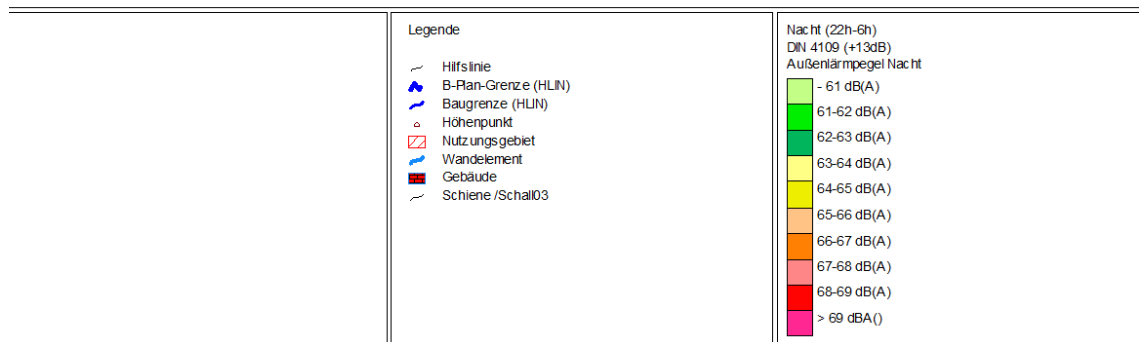 Legende
Hilfslinie
B-Plan-Grenze (HLIN)
Baugrenze (HLIN)
Höhenpunkt
Nutzungsgebiet
Wandelement
Gebäude
Schiene /Schall03
Nacht (22h-6h)
DIN 4109 (+13dB)
Außenlärmpegel Nacht
- 61 dB(A)
61-62 dB(A)
62-63 dB(A)
63-64 dB(A)
64-65 dB(A)
65-66 dB(A)
66-67 dB(A)
67-68 dB(A)
68-69 dB(A)
> 69 dBA()